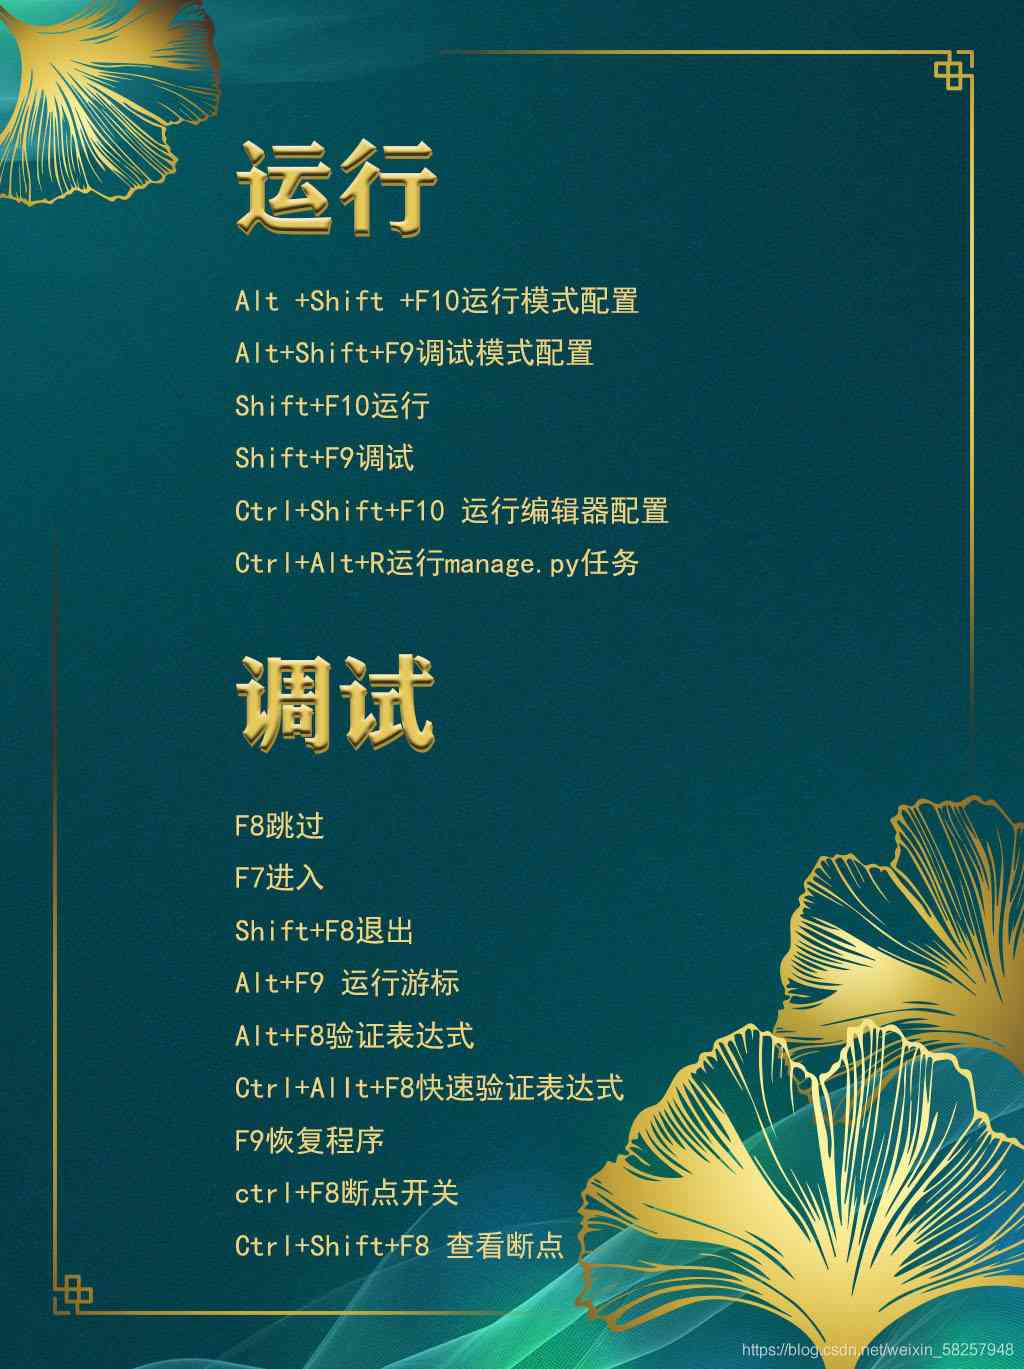 运行
Alt +Shift +F10运行模式配置
Alt+Shift+F9调试模式配置
Shift+F10运行
Shift+F9调试
Ctrl+Shift+F10 运行编辑器配置
Ctrl+Alt+R运行manage.py任务
调试
F8跳过
F7进入
Shift+F8退出
Alt+F9 运行游标
Alt+F8验证表达式
Ctrl+Allt+F8快速验证表达式
F9恢复程序
ctrl+F8断点开关
Ctrl+Shift+F8 查看断点
https://blog.csdn.net/weixin_58257948